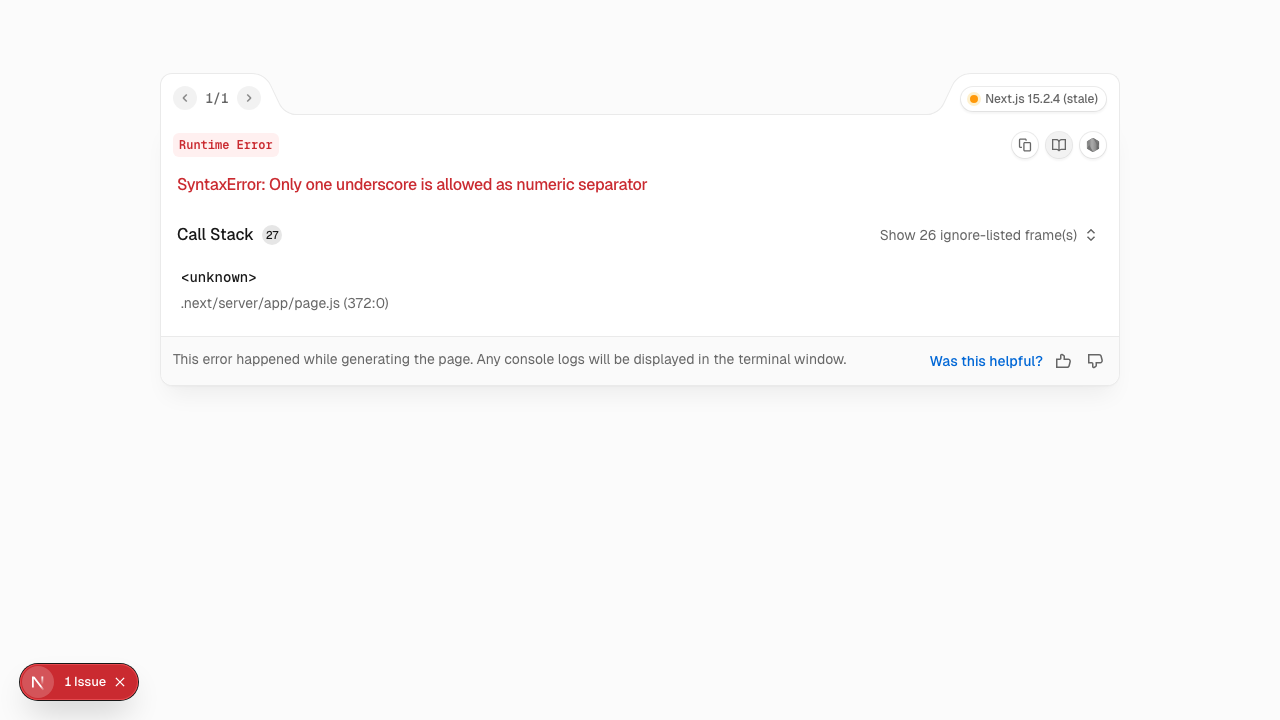 1/1
Next.js 15.2.4 (stale)
Runtime Error
SyntaxError: Only one underscore is allowed as numeric separator
Call Stack 27
Show 26 ignore-listed frame(s)
<unknown>
.next/server/app/page.js (372:0)
This error happened while generating the page. Any console logs will be displayed in the terminal window.
Was this helpful?
1 Issue